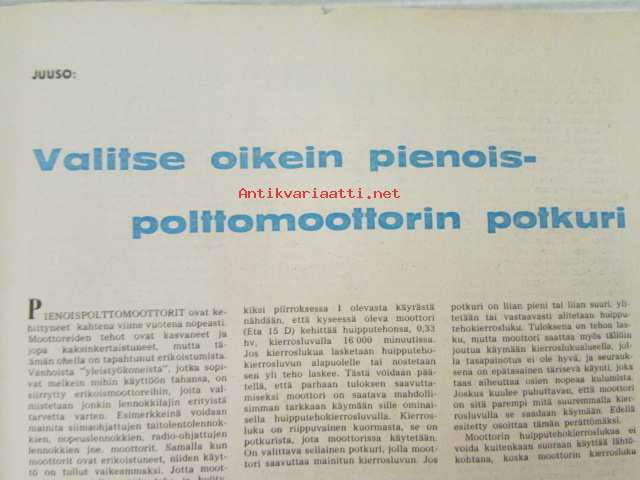 JUUSO:
Valitse oikein pienois-
Antikvariaatti.net
polttomoottorin potkuri
PIENOISPOLTTOMOOTTORIT ovat ke-
hittyneet kahtena viime vuotena nopeasti.
Moottoreiden tehot ovat kasvaneet ja
jopa kaksinkertaistuneet, mutta tä-
män ohella on tapahtunut erikoistumista.
Vanhoista "yleistyökoneista", jotka sopi-
vat melkein mihin käyttöön tahansa, on
siirrytty erikoismoottoreihin, joita val-
mistetaan jonkin lennokkilajin erityistä
tarvetta varten. Esimerkkeinä voidaan
mainita siimaohjattujen taitolentolennok-
kien, nopeuslennokkien, radio-ohjattujen
lennokkien jne. moottorit. Samalla kun
moottorit ovat erikoistuneet, niiden käyt-
tö on tullut vaikeammaksi. Jotta moot-
kiksi piirroksessa 1 olevasta käyrästä
nähdään, että kyseessä oleva moottori
(Eta 15 D) kehittää huipputehonsa, 0,33
hv, kierrosluvulla 16 000 minuutissa.
Jos kierroslukua lasketaan huipputeho-
kierrosluvun alapuolelle tai nostetaan
sen yli teho laskee. Tästä voidaan pää-
tellä, että parhaan tuloksen saavutta-
miseksi moottori on saatava mahdolli-
simman tarkkaan käymään sille ominai-
sella huipputehokierrosluvulla. Kierros-
luku on riippuvainen kuormasta, se on
potkurista, jota moottorissa käytetään.
On valittava sellainen potkuri, jolla moot-
tori saavuttaa mainitun kierrosluvun. Jos
potkuri on liian pieni tai liian suuri, yli-
tetään tai vastaavasti alitetaan huippu-
tehokierrosluku. Tuloksena on tehon las-
ku, mutta moottori saattaa myös tällöin
joutua käymään kierroslukualueella, jol-
la tasapainotus ei ole hyvä, ja seurauk-
sena on epätasainen tärisevä käynti, joka
taas aiheuttaa osien nopeaa kulumista.
Joskus kuulee puhuttavan, että moottori
on sitä parempi mitä suuremmalla kier-
rosluvulla se saadaan käymään. Edellä
esitetty osoittaa tämän perättömäksi.
Moottorin huipputehokierroslukua ei
voida kuitenkaan suoraan käyttää lähtö-
kohtana, koska moottorin kierrosluku